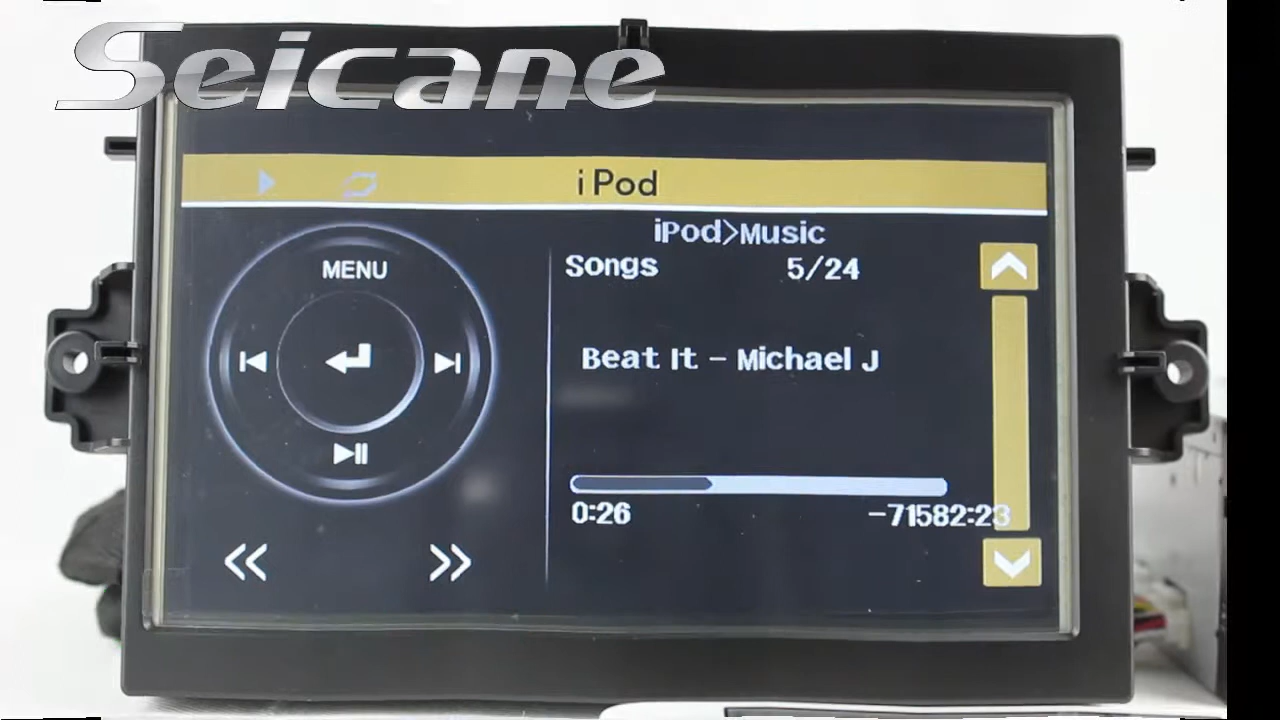 Seicane
iPod
iPod>Music
Songs 5/24
MENU
Beat It - Michael J
0:26 -71582:23